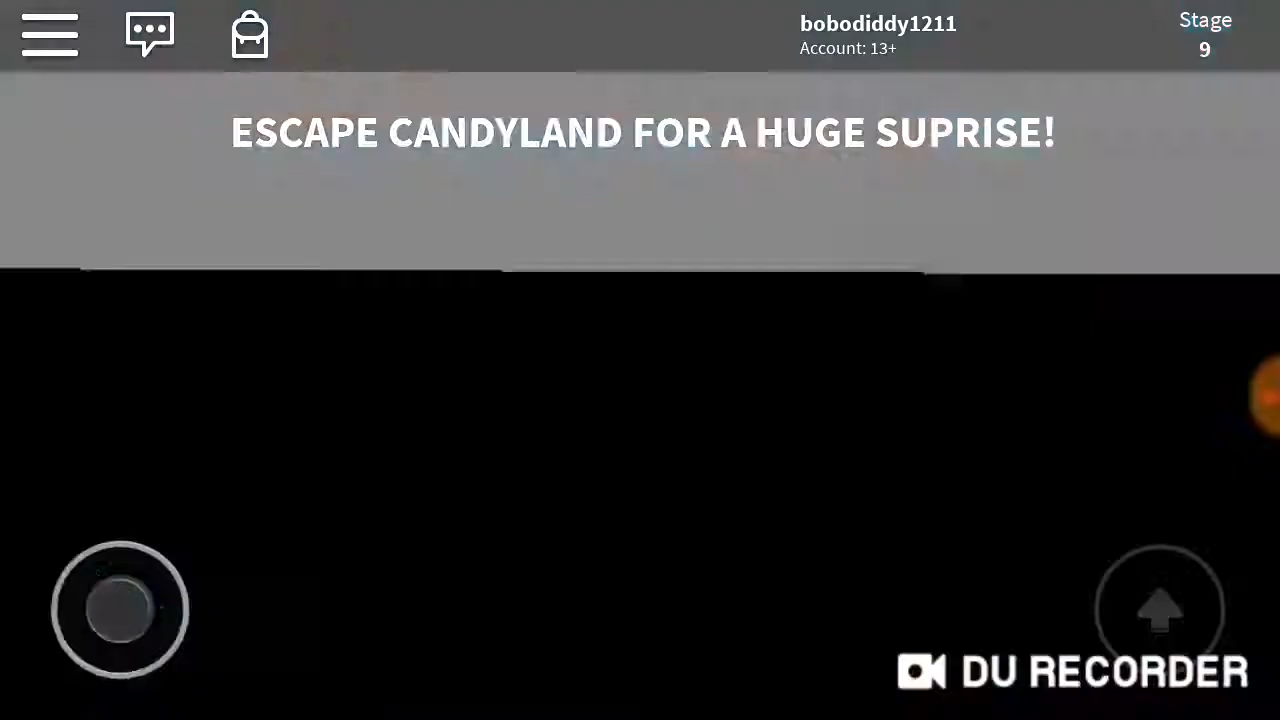 bobodiddy1211
Account: 13+
Stage
9
ESCAPE CANDYLAND FOR A HUGE SUPRISE!
DU RECORDER